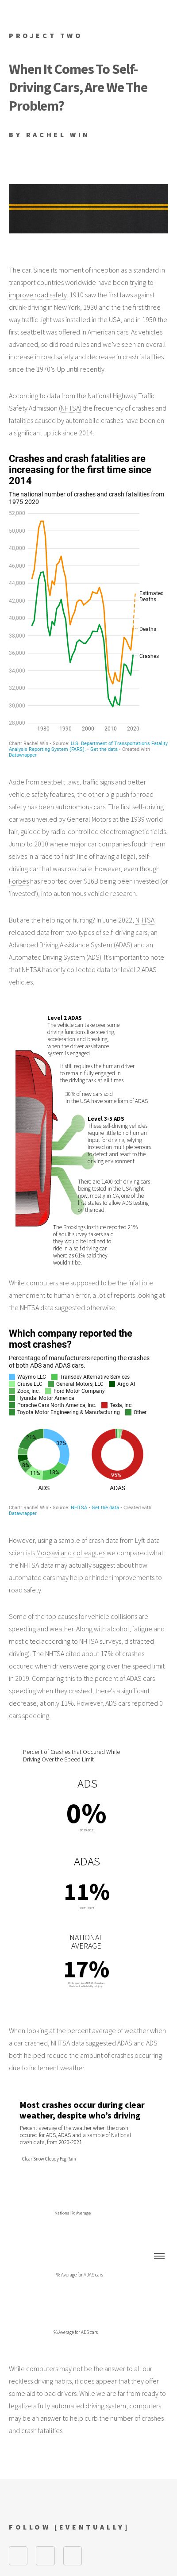 PROJECT TWO
When It Comes To Self-
Driving Cars, Are We The
Problem?
BY RACHEL WIN
The car. Since its moment of inception as a standard in
transport countries worldwide have been trying to
improve road safety. 1910 saw the first laws against
drunk-driving in New York, 1930 and the the first three
way traffic light was installed in the USA, and in 1950 the
first seatbelt was offered in American cars. As vehicles
advanced, so did road rules and we've seen an overall
increase in road safety and decrease in crash fatalities
since the 1970's. Up until recently.
According to data from the National Highway Traffic
Safety Admission (NHTSA) the frequency of crashes and
fatalities caused by automobile crashes have been on
a significant uptick since 2014.
Crashes and crash fatalities are
increasing for the first time since
2014
The national number of crashes and crash fatalities from
1975-2020
52,000
50,000
48,000
46,000
44,000
42,000
40,000
38,000
36,000
34,000
32,000
30,000
28,000
Estimated
Deaths
Deaths
Crashes
1980 1990 2000 2010 2020
Chart: Rachel Win • Source: U.S. Department of Transportation's Fatality
Analysis Reporting System (FARS) • Get the data • Created with
Datawrapper
Aside from seatbelt laws, traffic signs and better
vehicle safety features, the other big push for road
safety has been autonomous cars. The first self-driving
car was unveiled by General Motors at the 1939 world
fair, guided by radio-controlled electromagnetic fields.
Jump to 2010 and every major car companies foudn them
selves in a race to finish line of having a legal, self-
driving car that was road safe. However, even though
Forbes has reported over $16B being been invested (or
'invested'), into autonomous vehicle research.
But are the helping or hurting? In June 2022, NHTSA
released data from two types of self-driving cars, an
Advanced Driving Assistance System (ADAS) and an
Automated Driving System (ADS). It's important to note
that NHTSA has only collected data for level 2 ADAS
vehicles.
Level 2 ADAS
The vehicle can take over some
driving functions like steering,
acceleration and breaking,
when the driver assistance
system is engaged
It still requires the human driver
to remain fully engaged in
the driving task at all times
30% of new cars sold
in the USA have some form of ADAS
Level 3-5 ADS
The self-driving vehicles
require little to no human
input for driving, relying
instead on multiple sensors
to detect and react to the
driving environment
There are 1,400 self-driving cars
being tested in the USA right
now, mostly in CA, one of the
first states to allow ADS testing
on the road.
The Brookings Institute reported 21%
of adult survey takers said
they would be inclined to
ride in a self driving car
where as 61% said they
wouldn't be.
While computers are supposed to be the infallible
amendment to human error, a lot of reports looking at
the NHTSA data suggested otherwise.
Which company reported the
most crashes?
Percentage of manufacturers reporting the crashes
of both ADS and ADAS cars.
Waymo LLC Transdev Alternative Services
Cruise LLC General Motors, LLC Argo AI
Zoox, Inc. Ford Motor Company
Hyundai Motor America
Porsche Cars North America, Inc. Tesla, Inc.
Toyota Motor Engineering & Manufacturing Other
21% 32% 8% 11% 18%
93%
ADS ADAS
Chart: Rachel Win • Source: NHTSA • Get the data • Created with
Datawrapper
However, using a sample of crash data from Lyft data
scientists Moosavi and colleagues we compared what
the NHTSA data may actually suggest about how
automated cars may help or hinder improvements to
road safety.
Some of the top causes for vehicle collisions are
speeding and weather. Along with alcohol, fatigue and
most cited according to NHTSA surveys, distracted
driving). The NHTSA cited about 17% of crashes
occured when drivers were going over the speed limit
in 2019. Comparing this to the percent of ADAS cars
speeding when they crashed, there's a significant
decrease, at only 11%. However, ADS cars reported 0
cars speeding.
Percent of Crashes that Occurred While
Driving Over the Speed Limit
ADS
0%
ADAS
11%
NATIONAL
AVERAGE
17%
When looking at the percent average of weather when
a car crashed, NHTSA data suggested ADAS and ADS
both helped reduce the amount of crashes occurring
due to inclement weather.
Most crashes occur during clear
weather, despite who's driving
Percent average of the weather when the crash
occured for ADS, ADAS and a sample of National
crash data, from 2020-2021
Clear Snow Cloudy Fog Rain
National % Average
% Average for ADAS cars
% Average for ADS cars
While computers may not be the answer to all our
reckless driving habits, it does appear that they offer
some aid to bad drivers. While we are far from ready to
legalize a fully computing driven system, computers
may be an answer to help curb the number of crashes
and crash fatalities.
FOLLOW [EVENTUALLY]